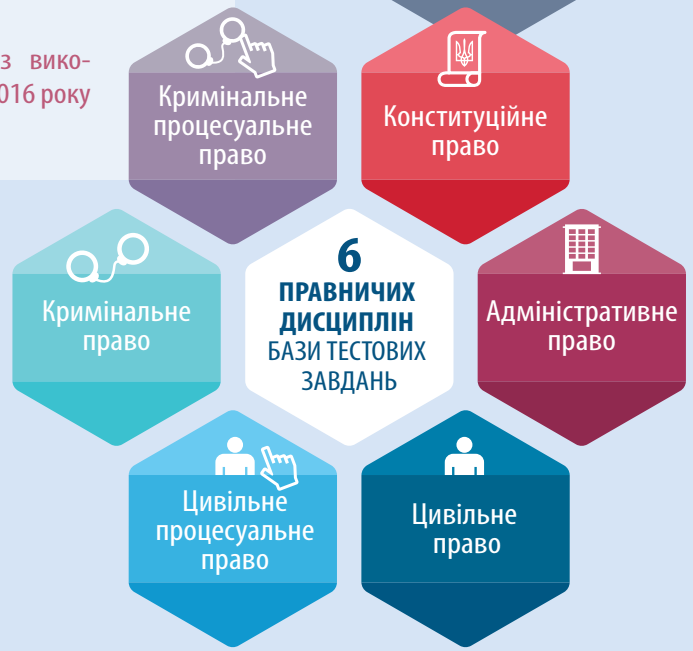 з вико-
016 року
Кримінальне
процесуальне
право
Конституційне
право
Кримінальне
право
6
ПРАВНИЧИХ
ДИСЦИПЛІН
БАЗИ ТЕСТОВИХ
ЗАВДАНЬ
Адміністративне
право
Цивільне
процесуальне
право
Цивільне
право